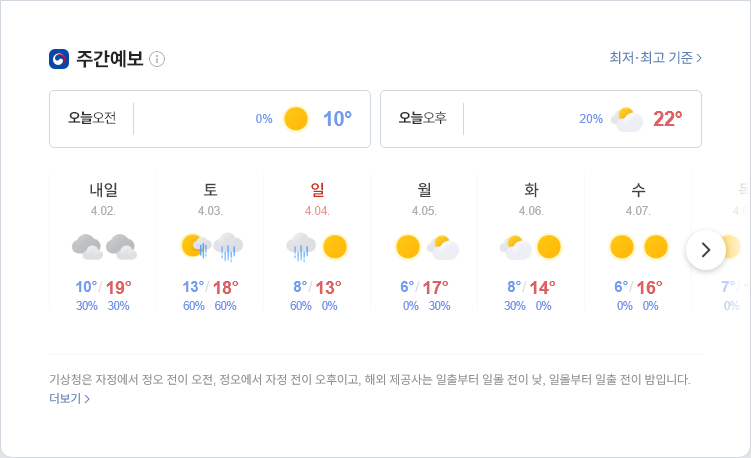 주간예보
최저·최고 기준
오늘오전 0% 10°
오늘오후 20% 22°
내일 토 일 월 화 수
4.02. 4.03. 4.04. 4.05. 4.06. 4.07.
10°/19° 13°/18° 8°/13° 6°/17° 8°/14° 6°/16° 7°
30% 30% 60% 60% 60% 0% 0% 30% 30% 0% 0% 0% 0%
기상청은 자정에서 정오 전이 오전, 정오에서 자정 전이 오후이고, 해외 제공사는 일출부터 일몰 전이 낮, 일몰부터 일출 전이 밤입니다.
더보기